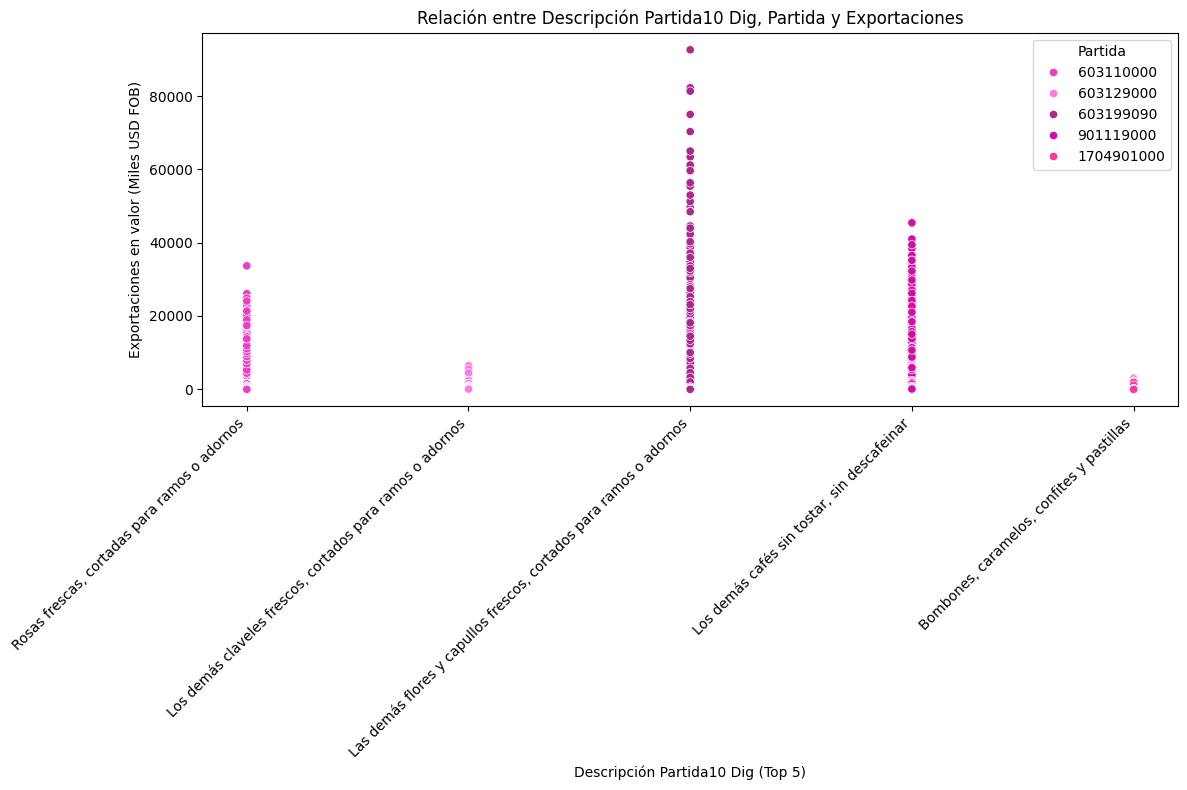 Relación entre Descripción Partida10 Dig, Partida y Exportaciones
Partida
603110000
603129000
603199090
901119000
1704901000
Exportaciones en valor (Miles USD FOB)
80000
60000
40000
20000
0
Rosas frescas, cortadas para ramos o adornos
Los demás claveles frescos, cortados para ramos o adornos
Las demás flores y capullos frescos, cortados para ramos o adornos
Los demás cafés sin tostar, sin descafeinar
Bombones, caramelos, confites y pastillas
Descripción Partida10 Dig (Top 5)